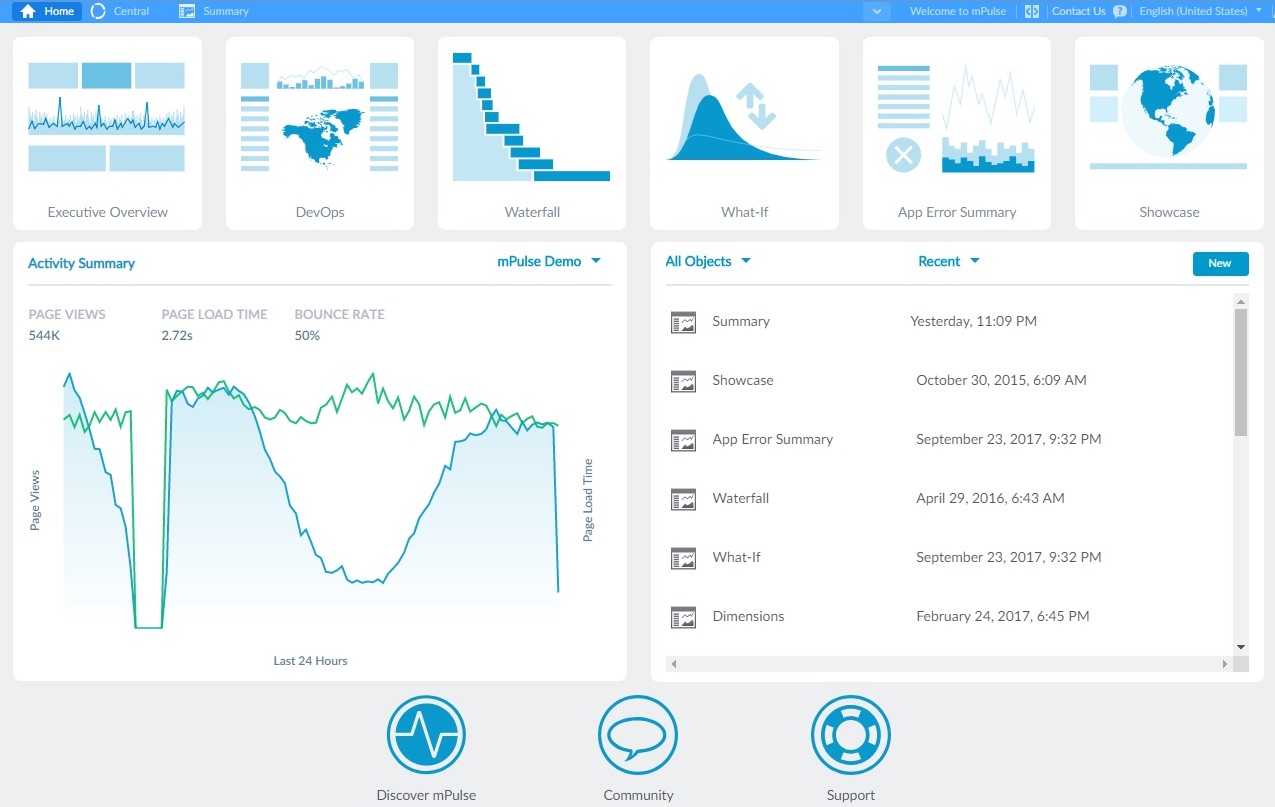 Home Central Summary Welcome to mPulse Contact Us ? English (United States)
Executive Overview
DevOps
Waterfall
What-If
App Error Summary
Showcase
Activity Summary mPulse Demo
PAGE VIEWS PAGE LOAD TIME BOUNCE RATE
544K 2.72s 50%
Page Views
Page Load Time
Last 24 Hours
All Objects Recent New
Summary Yesterday, 11:09 PM
Showcase October 30, 2015, 6:09 AM
App Error Summary September 23, 2017, 9:32 PM
Waterfall April 29, 2016, 6:43 AM
What-If September 23, 2017, 9:32 PM
Dimensions February 24, 2017, 6:45 PM
Discover mPulse
Community
Support